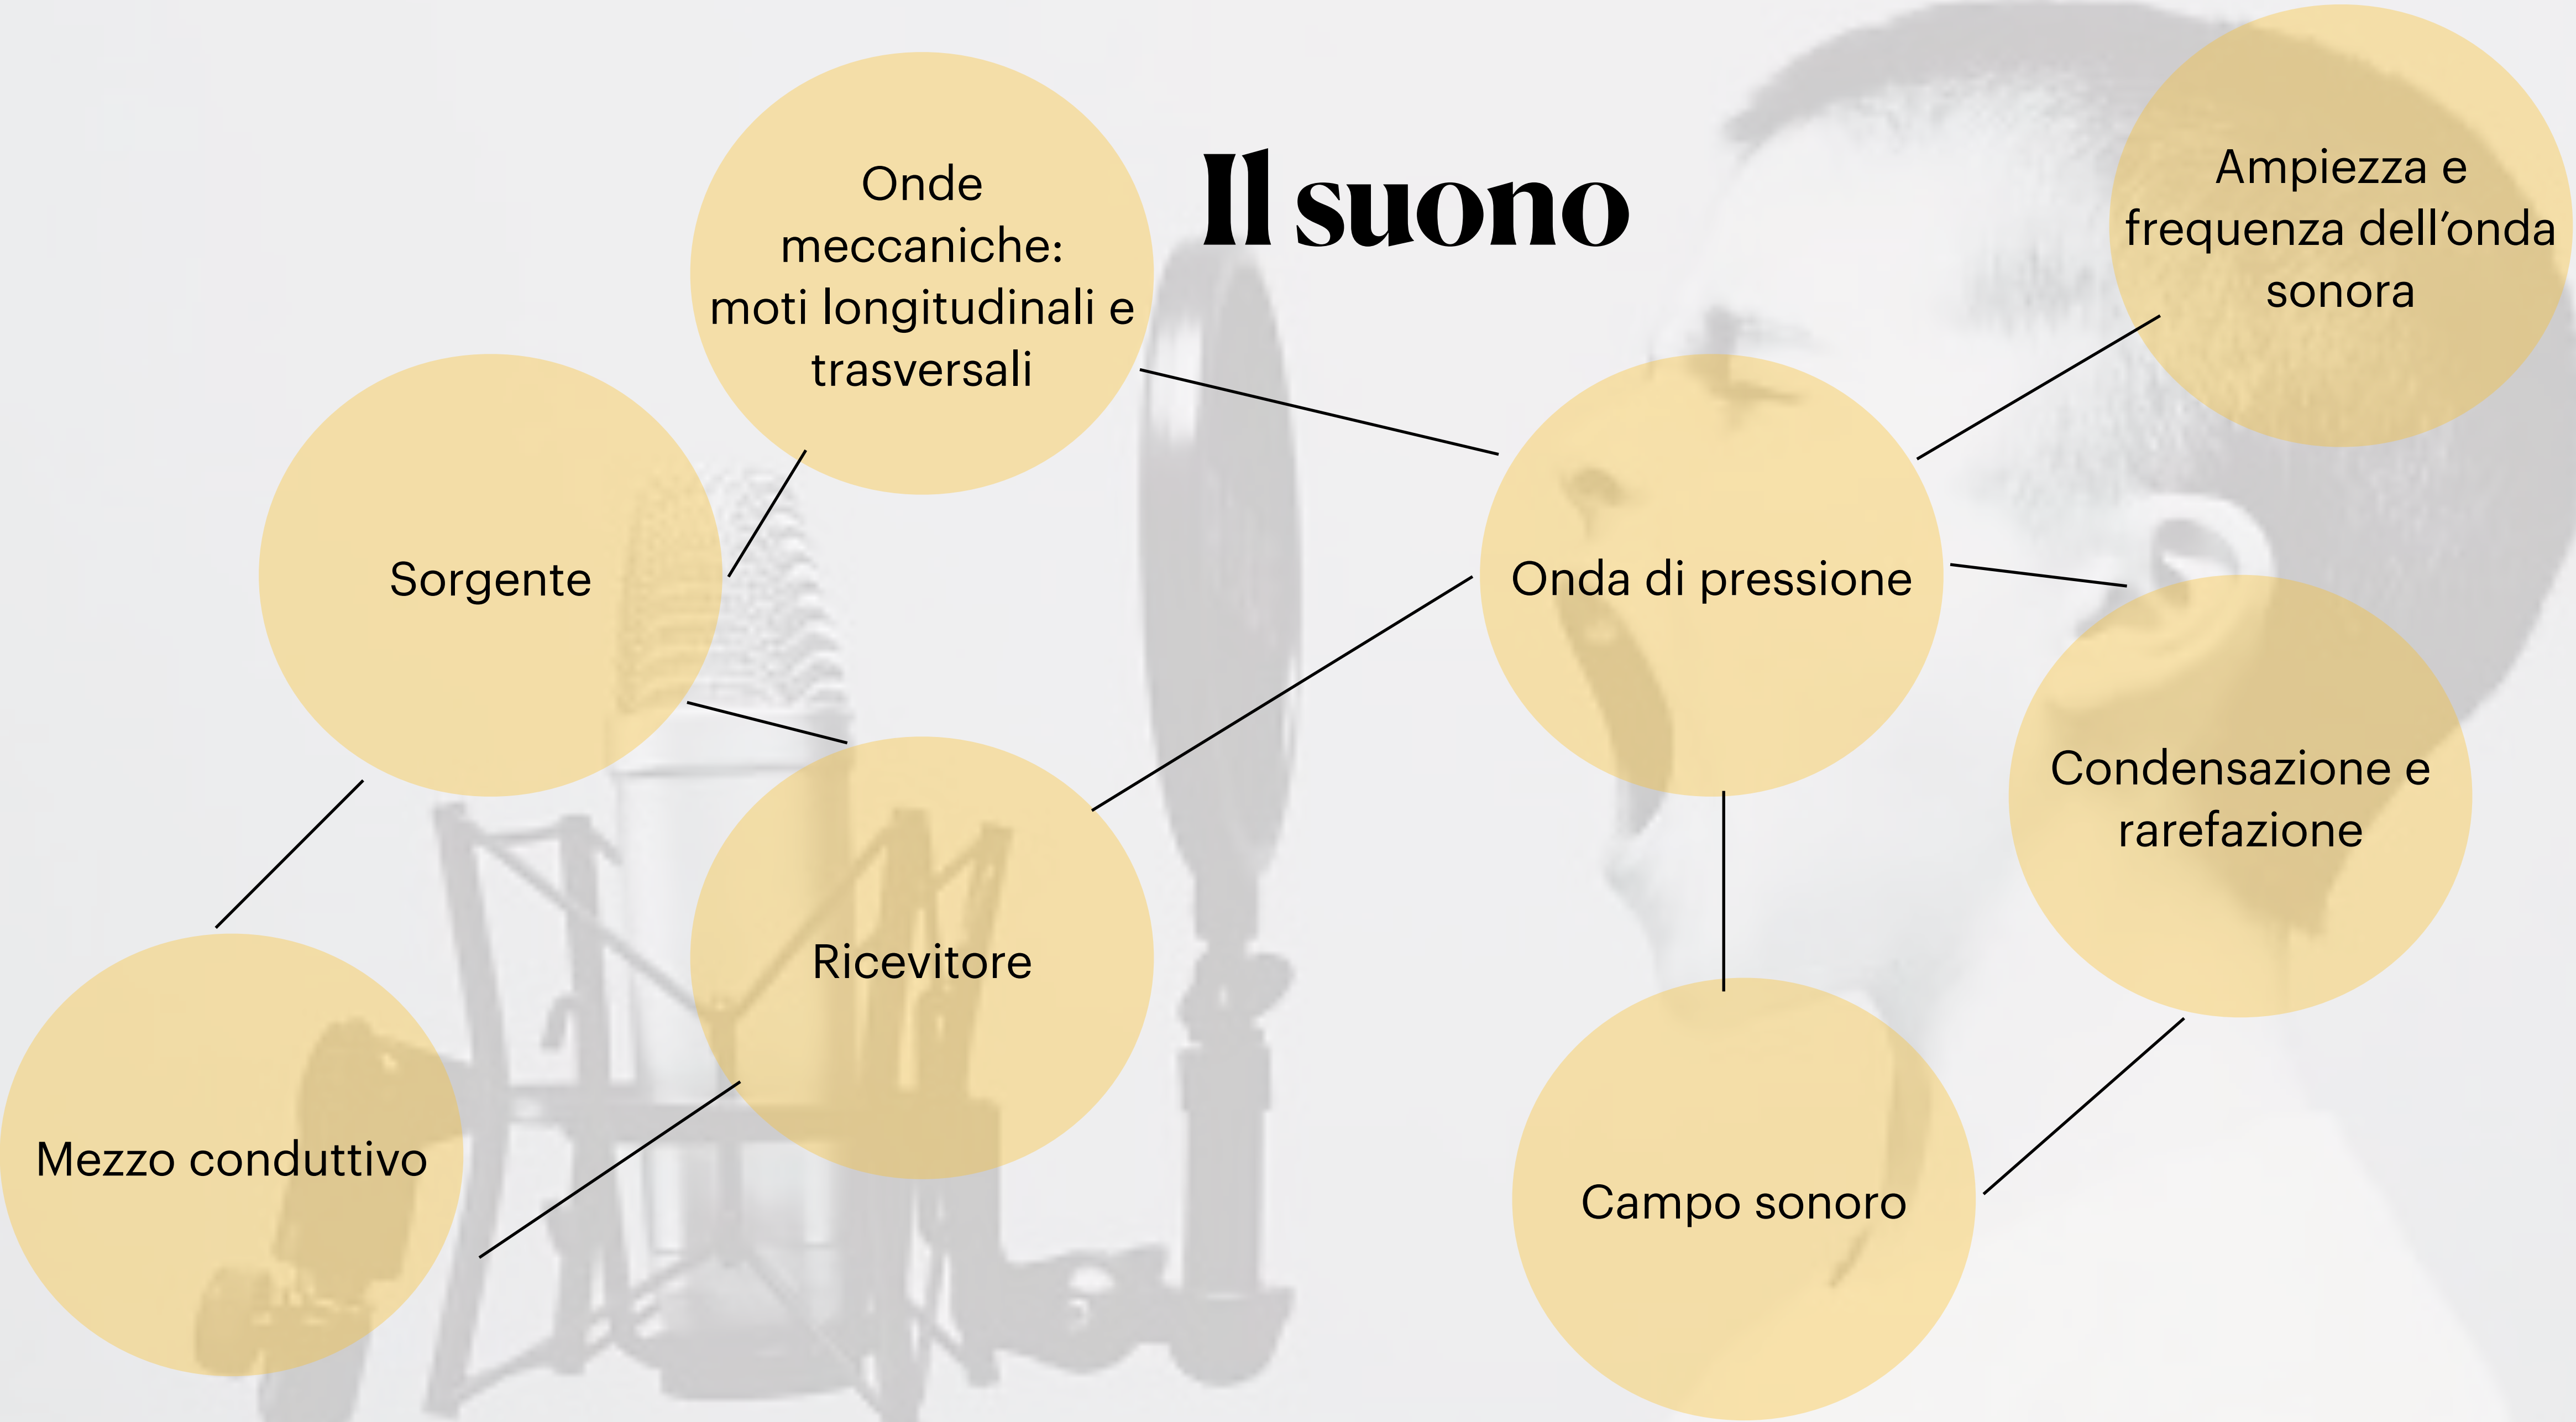 Il suono
Onde
meccaniche:
moti longitudinali e
trasversali
Ampiezza e
frequenza dell’onda
sonora
Sorgente
Onda di pressione
Condensazione e
rarefazione
Ricevitore
Mezzo conduttivo
Campo sonoro